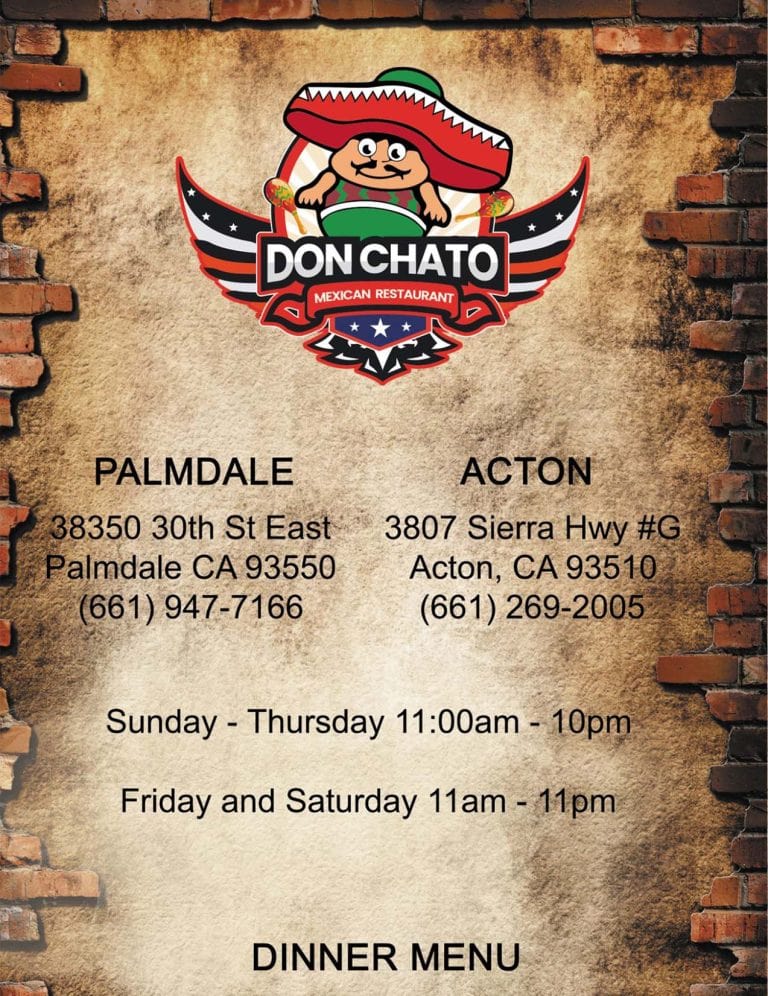 DON CHATO
MEXICAN RESTAURANT
PALMDALE
38350 30th St East
Palmdale CA 93550
(661) 947-7166
ACTON
3807 Sierra Hwy #G
Acton, CA 93510
(661) 269-2005
Sunday - Thursday 11:00am - 10pm
Friday and Saturday 11am - 11pm
DINNER MENU